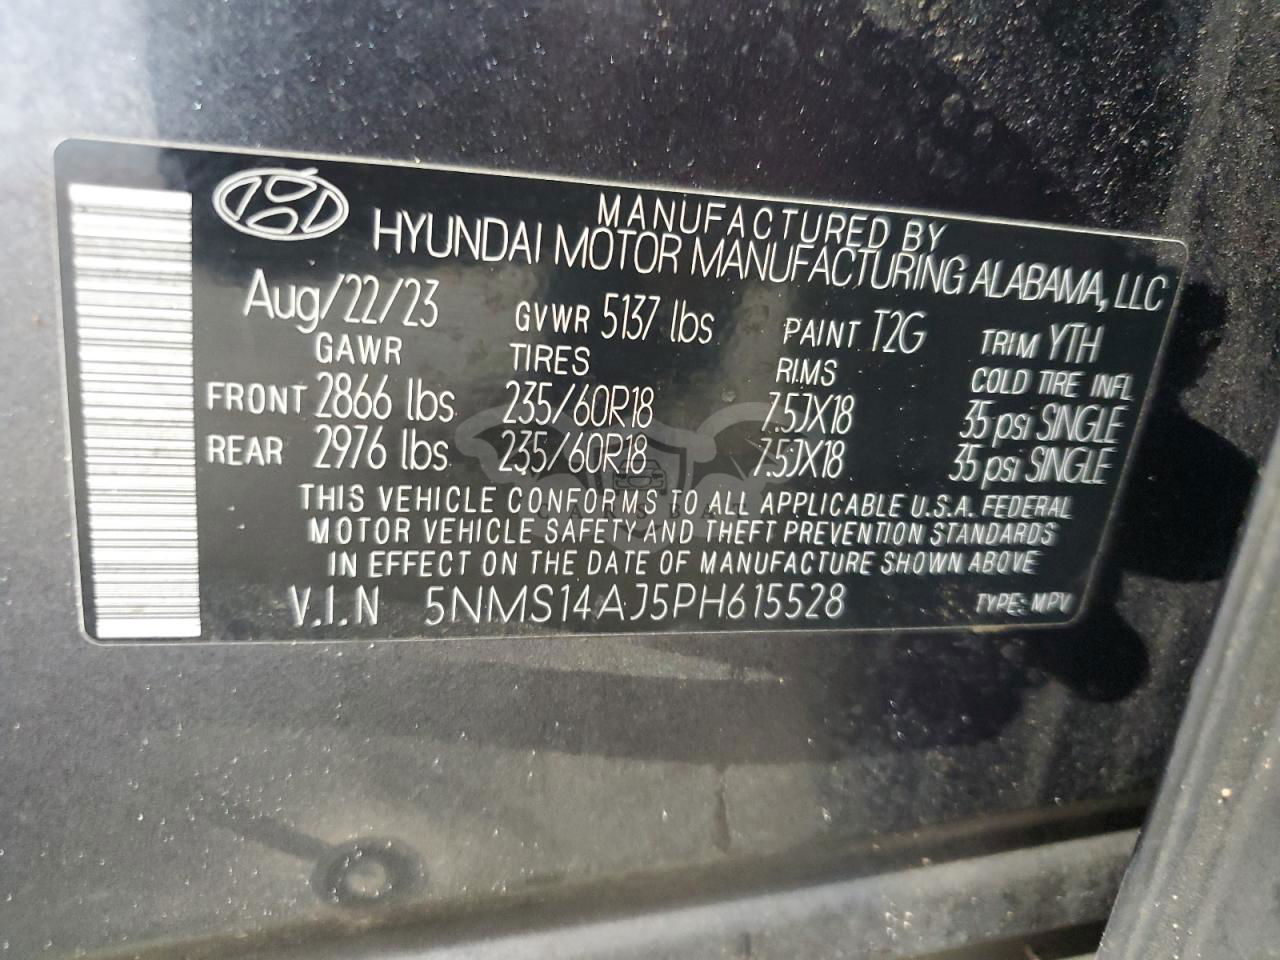 MANUFACTURED BY
HYUNDAI MOTOR MANUFACTURING ALABAMA, LLC
Aug/22/23 GVWR 5137 lbs PAINT T2G TRIM YTH
GAWR TIRES RIMS COLD TIRE INFL
FRONT 2866 lbs 235/60R18 7.5JX18 35 psi SINGLE
REAR 2976 lbs 235/60R18 7.5JX18 35 psi SINGLE
THIS VEHICLE CONFORMS TO ALL APPLICABLE U.S.A. FEDERAL
MOTOR VEHICLE SAFETY AND THEFT PREVENTION STANDARDS
IN EFFECT ON THE DATE OF MANUFACTURE SHOWN ABOVE
V.I.N 5NMS14AJ5PH615528 TYPE: MPV
CARSBAT